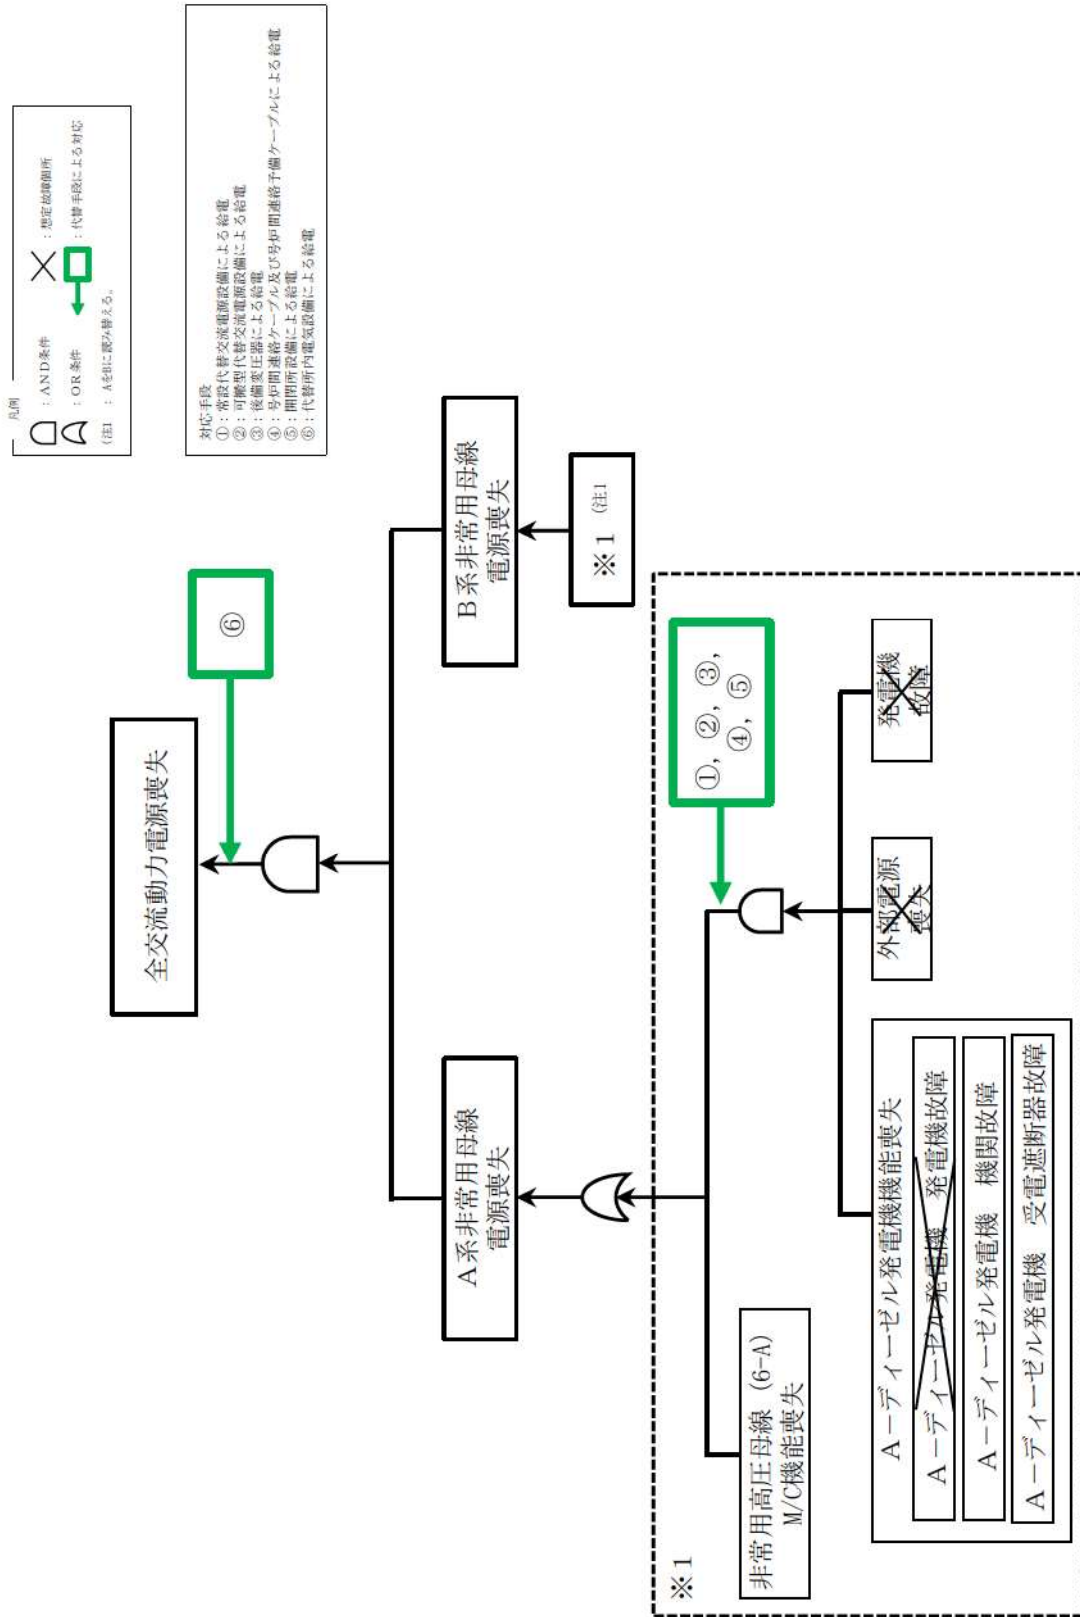 全交流動力電源喪失
⑥
A系非常用母線
電源喪失
B系非常用母線
電源喪失
※1 (注1
※1
①, ②, ③,
④, ⑤
非常用高圧母線 (6-A)
M/C機能喪失
A-ディーゼル発電機機能喪失
A-ディーゼル発電機 発電機故障
A-ディーゼル発電機 機関故障
A-ディーゼル発電機 受電遮断器故障
外部電源
喪失
発電機
故障
凡例
:AND条件
:想定故障個所
:OR条件
:代替手段による対応
(注1 :AをBに読み替える。
対応手段
①:常設代替交流電源設備による給電
②:可搬型代替交流電源設備による給電
③:後備変圧器による給電
④:号炉間連絡ケーブル及び号炉間連絡予備ケーブルによる給電
⑤:開閉所設備による給電
⑥:代替所内電気設備による給電